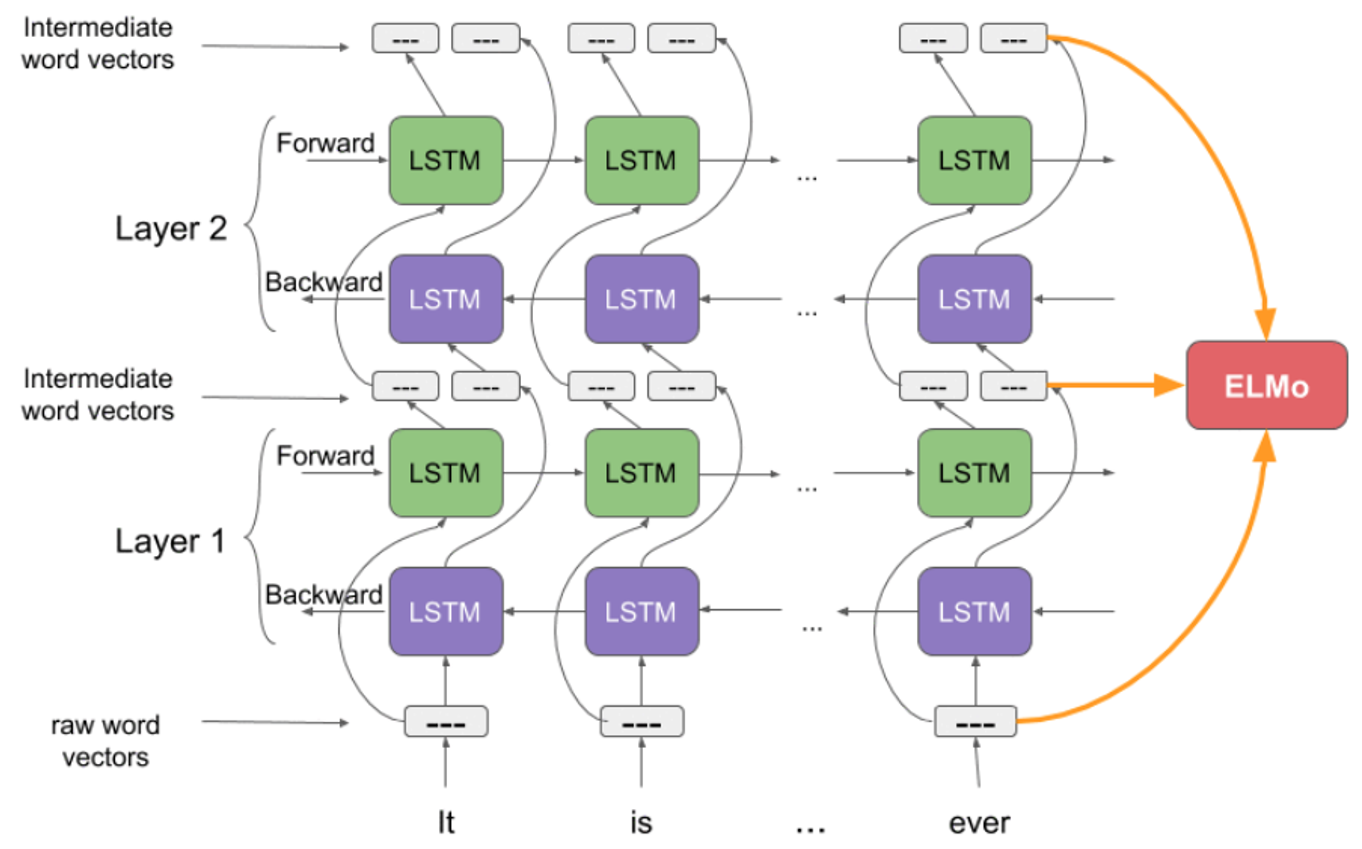 Intermediate
word vectors
--- --- --- --- --- ---
Forward
LSTM LSTM ... LSTM
Layer 2
Backward
LSTM LSTM ... LSTM
Intermediate
word vectors
--- --- --- --- --- ---
ELMo
Forward
LSTM LSTM ... LSTM
Layer 1
Backward
LSTM LSTM ... LSTM
raw word
vectors
--- --- ---
It is ... ever